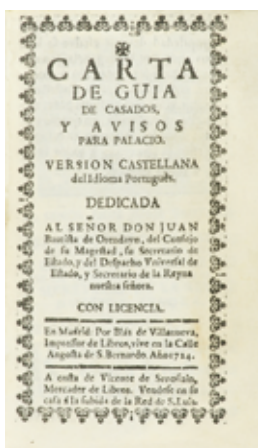 CARTA
DE GUIA
DE CASADOS,
Y AVISOS
PARA PALACIO.
VERSION CASTELLANA
del Idioma Portuguès.
DEDICADA
AL SEÑOR DON JUAN
Bautista de Orendayn, del Consejo
de su Magestad, su Secretario de
Estado, y del Despacho Vniversal de
Estado, y Secretario de la Reyna
nuestra señora.
CON LICENCIA.
En Madrid. Por Blàs de Villanueva,
Impressor de Libros, vive en la Calle
Angosta de S. Bernardo. Año 1724.
A costa de Vicente de Senosiain,
Mercader de Libros. Vendese en su
casa à la subida de la Red de S. Luis.